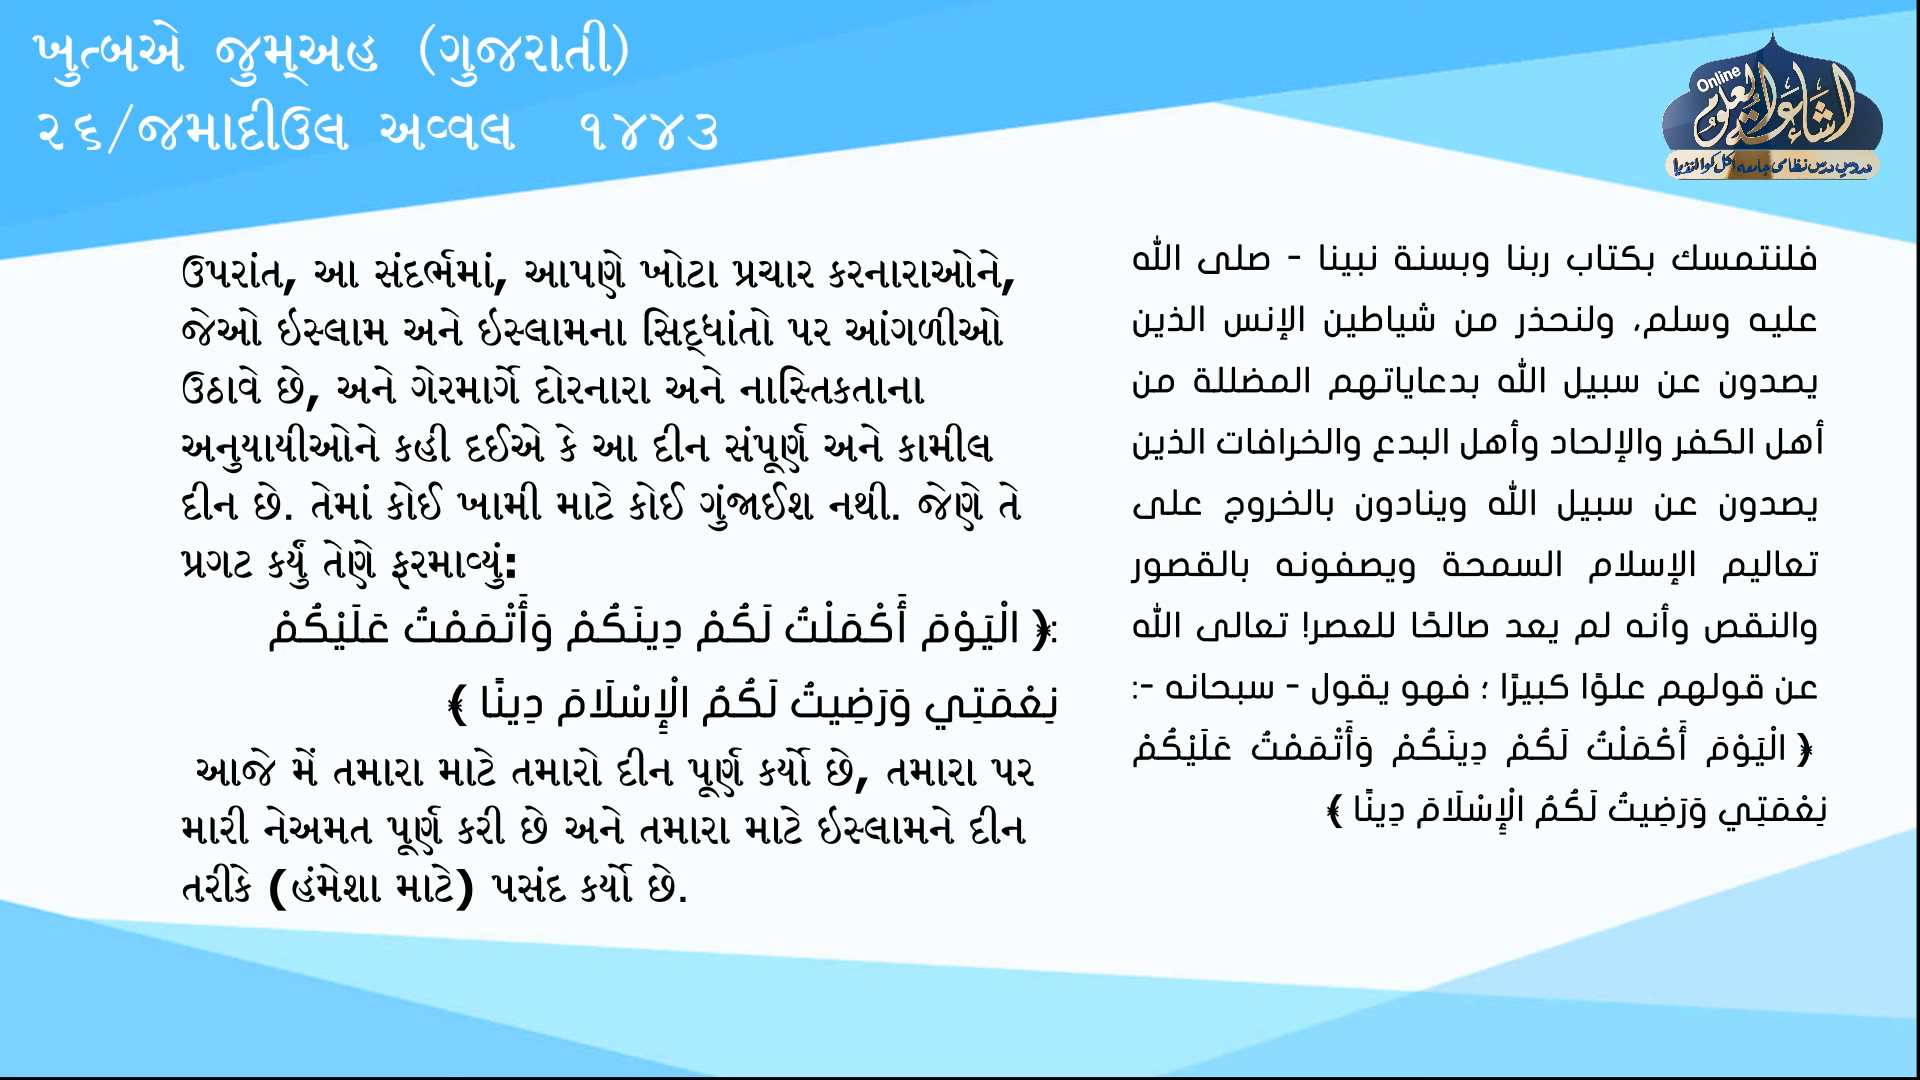 ખુત્બએ જુમ્અહ (ગુજરાતી)
૨૬/જમાદીઉલ અવ્વલ ૧૪૪૩
Online
اشاعة العلوم
ઉપરાંત, આ સંદર્ભમાં, આપણે ખોટા પ્રચાર કરનારાઓને,
જેઓ ઇસ્લામ અને ઇસ્લામના સિદ્ધાંતો પર આંગળીઓ
ઉઠાવે છે, અને ગેરમાર્ગે દોરનારા અને નાસ્તિકતાના
અનુયાયીઓને કહી દઈએ કે આ દીન સંપૂર્ણ અને કામીલ
દીન છે. તેમાં કોઈ ખામી માટે કોઈ ગુંજાઈશ નથી. જેણે તે
પ્રગટ કર્યું તેણે ફરમાવ્યું:
:﴿ الْيَوْمَ أَكْمَلْتُ لَكُمْ دِينَكُمْ وَأَتْمَمْتُ عَلَيْكُمْ
نِعْمَتِي وَرَضِيتُ لَكُمُ الْإِسْلَامَ دِينًا ﴾
આજે મેં તમારા માટે તમારો દીન પૂર્ણ કર્યો છે, તમારા પર
મારી નેઅમત પૂર્ણ કરી છે અને તમારા માટે ઇસ્લામને દીન
તરીકે (હંમેશા માટે) પસંદ કર્યો છે.
فلنتمسك بكتاب ربنا وبسنة نبينا - صلى الله
عليه وسلم، ولنحذر من شياطين الإنس الذين
يصدون عن سبيل الله بدعاياتهم المضللة من
أهل الكفر والإلحاد وأهل البدع والخرافات الذين
يصدون عن سبيل الله وينادون بالخروج على
تعاليم الإسلام السمحة ويصفونه بالقصور
والنقص وأنه لم يعد صالحًا للعصر! تعالى الله
عن قولهم علوًا كبيرًا ؛ فهو يقول - سبحانه -:
﴿ الْيَوْمَ أَكْمَلْتُ لَكُمْ دِينَكُمْ وَأَتْمَمْتُ عَلَيْكُمْ
نِعْمَتِي وَرَضِيتُ لَكُمُ الْإِسْلَامَ دِينًا ﴾